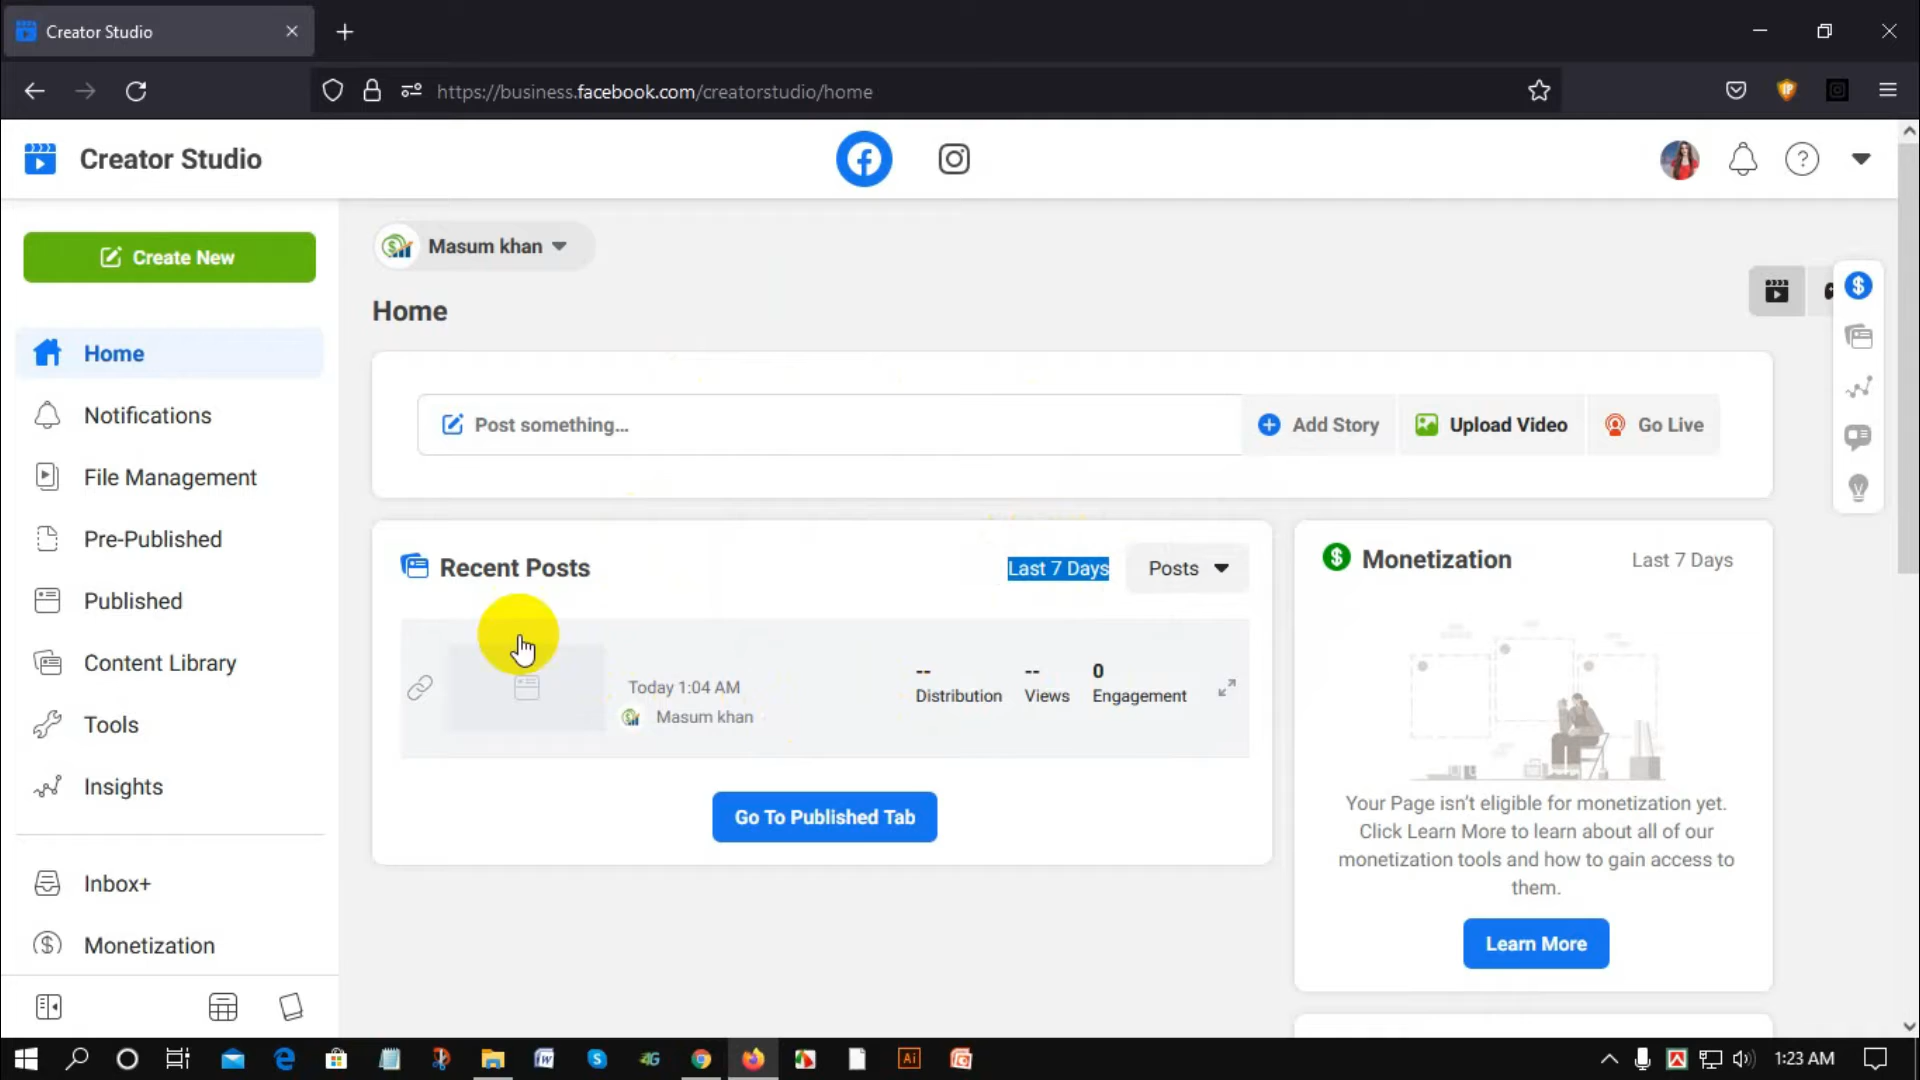 Creator Studio
https://business.facebook.com/creatorstudio/home
Creator Studio
Create New
Home
Notifications
File Management
Pre-Published
Published
Content Library
Tools
Insights
Inbox+
Monetization
Masum khan
Home
Post something...
Add Story
Upload Video
Go Live
Recent Posts
Last 7 Days
Posts
Today 1:04 AM
Masum khan
--
Distribution
--
Views
0
Engagement
Go To Published Tab
Monetization
Last 7 Days
Your Page isn't eligible for monetization yet.
Click Learn More to learn about all of our
monetization tools and how to gain access to
them.
Learn More
4G
Ai
1:23 AM